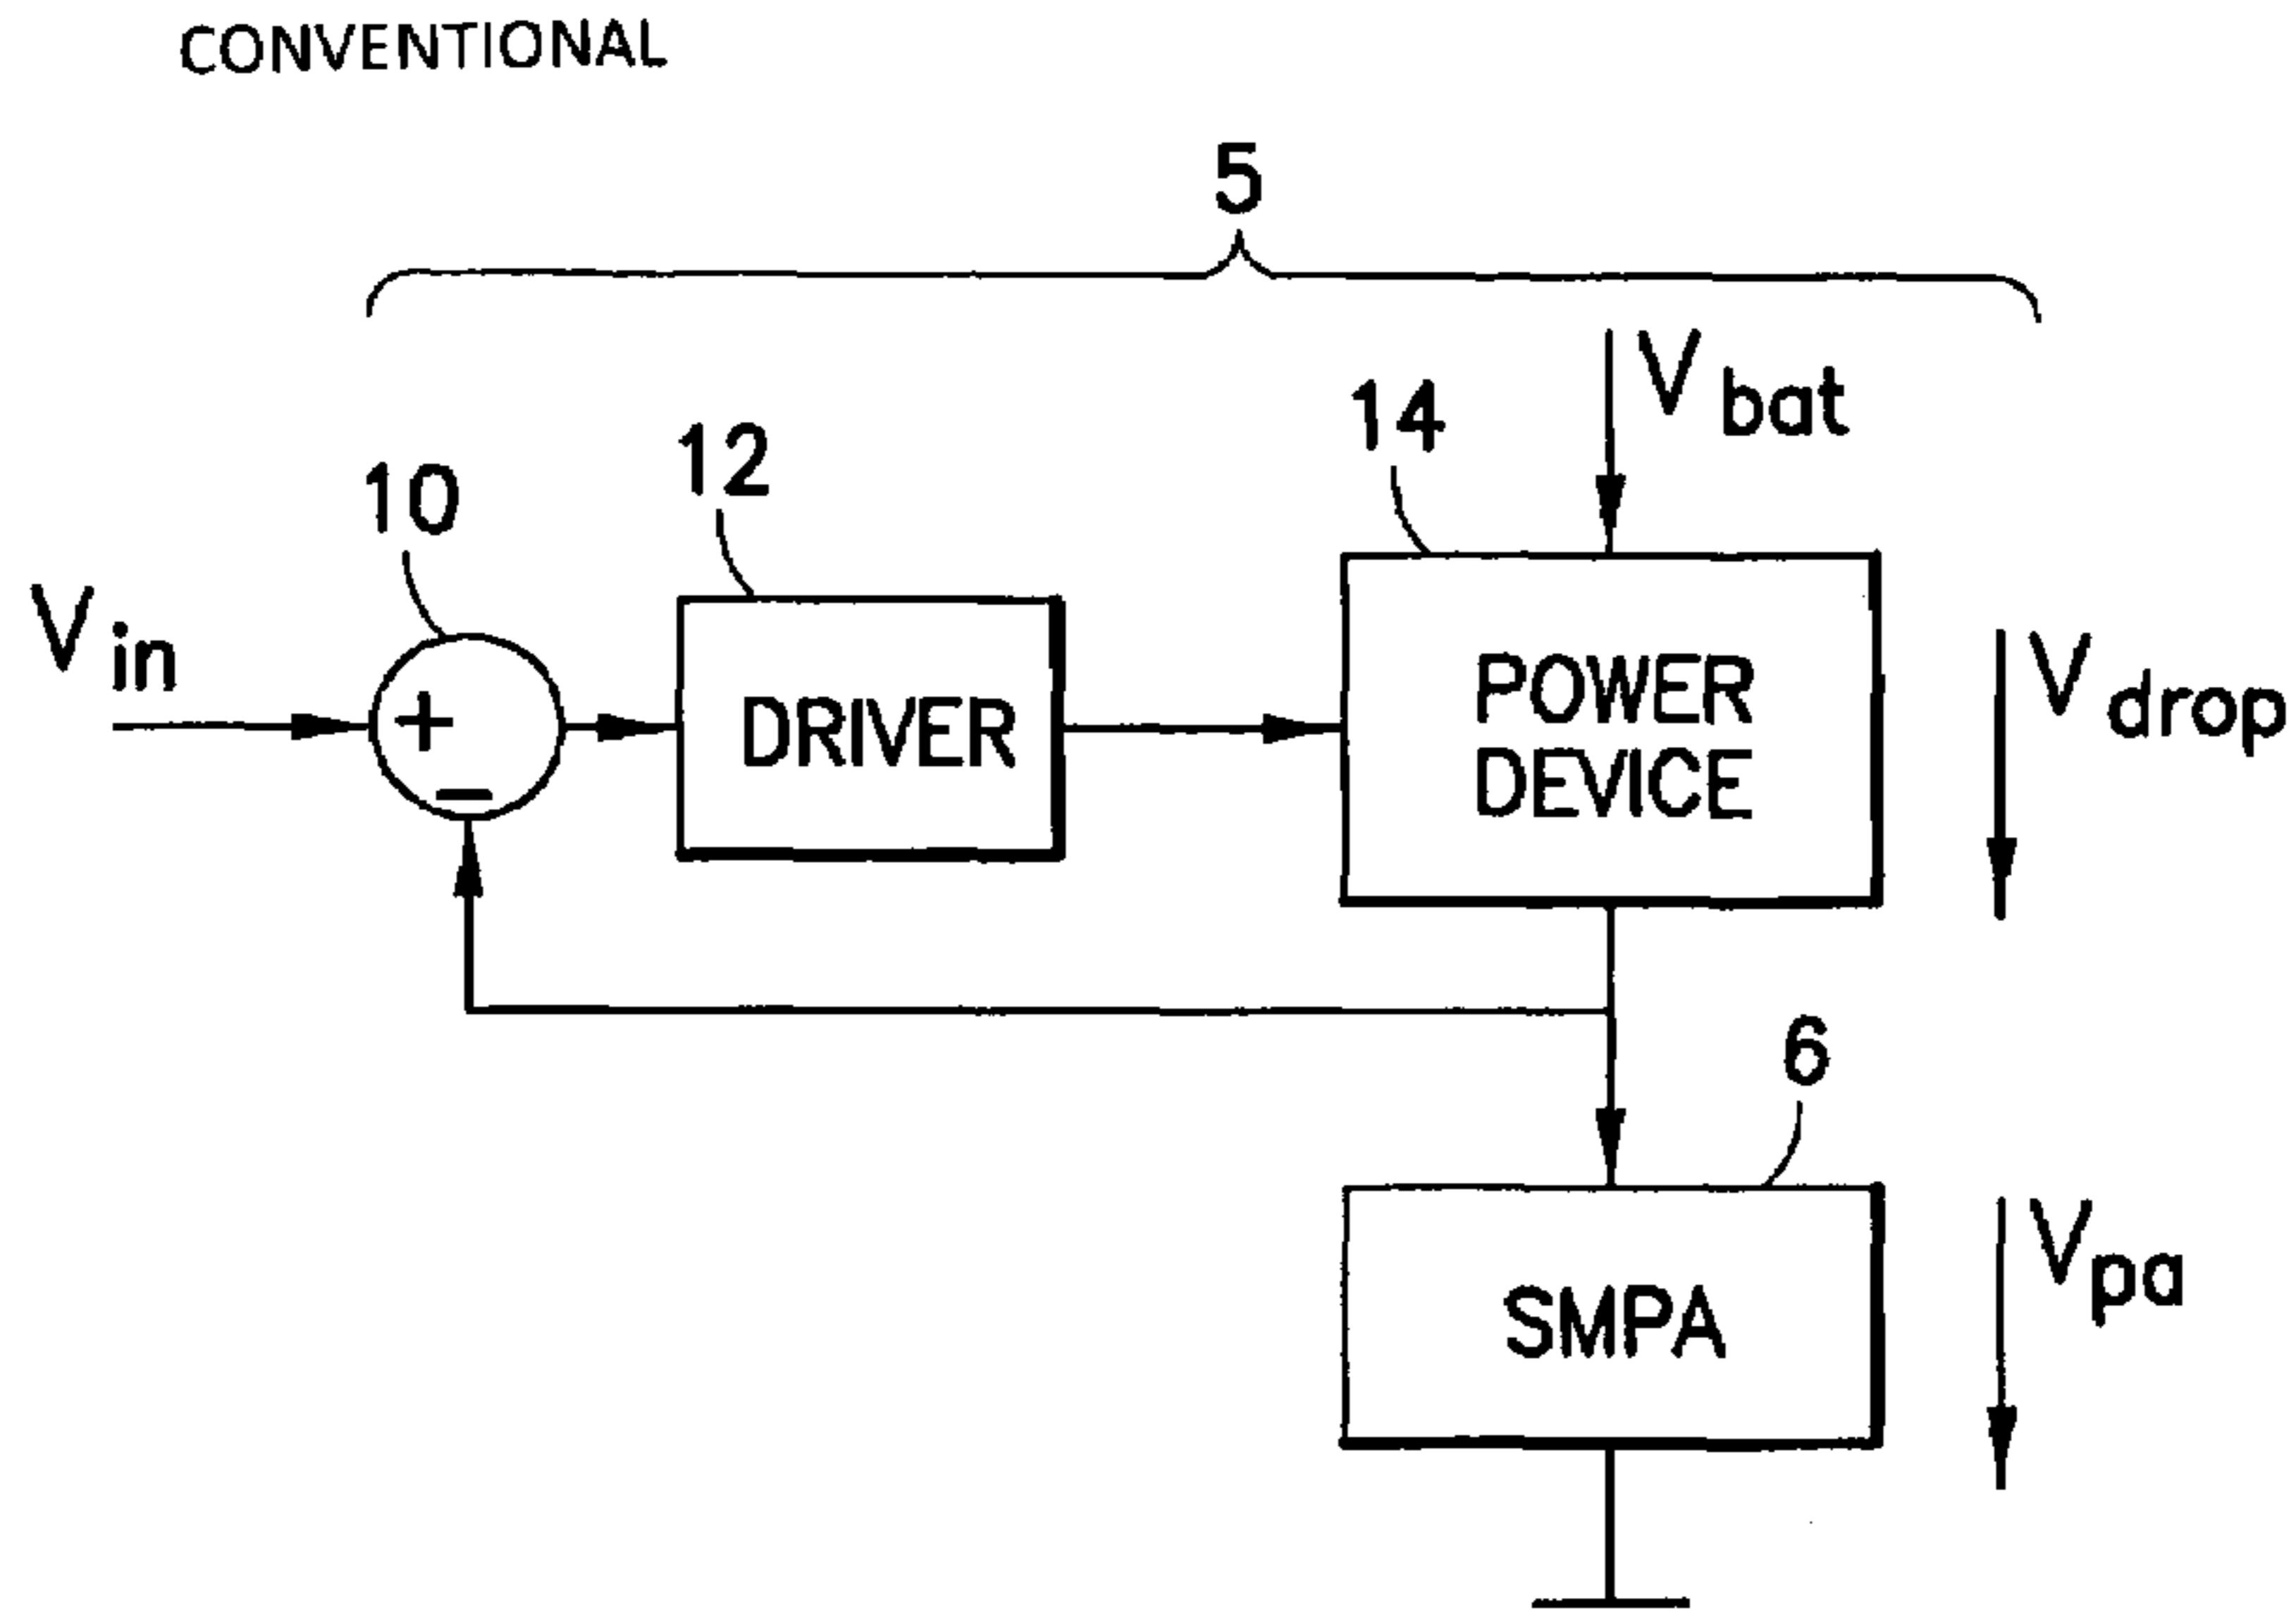 CONVENTIONAL
5
V bat
14
12
10
V in
+
−
DRIVER
POWER
DEVICE
V drop
6
SMPA
V pa